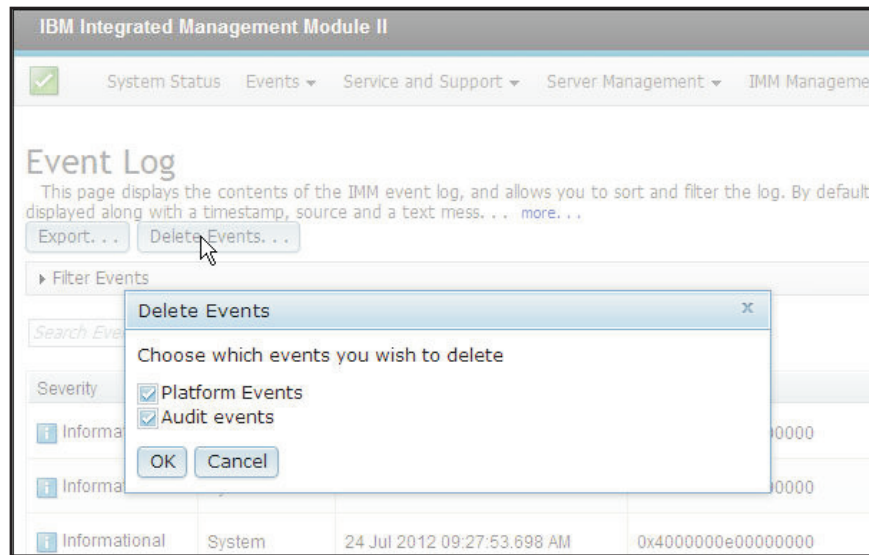 IBM Integrated Management Module II
System Status Events Service and Support Server Management IMM Manageme
Event Log
This page displays the contents of the IMM event log, and allows you to sort and filter the log. By default
displayed along with a timestamp, source and a text mess. . . more. . .
Export. . . Delete Events. . .
Filter Events
Delete Events x
Search Eve
Choose which events you wish to delete
Severity
Platform Events
Audit events
Informa 00000
OK Cancel
Informa 0000
Informational System 24 Jul 2012 09:27:53.698 AM 0x4000000e00000000